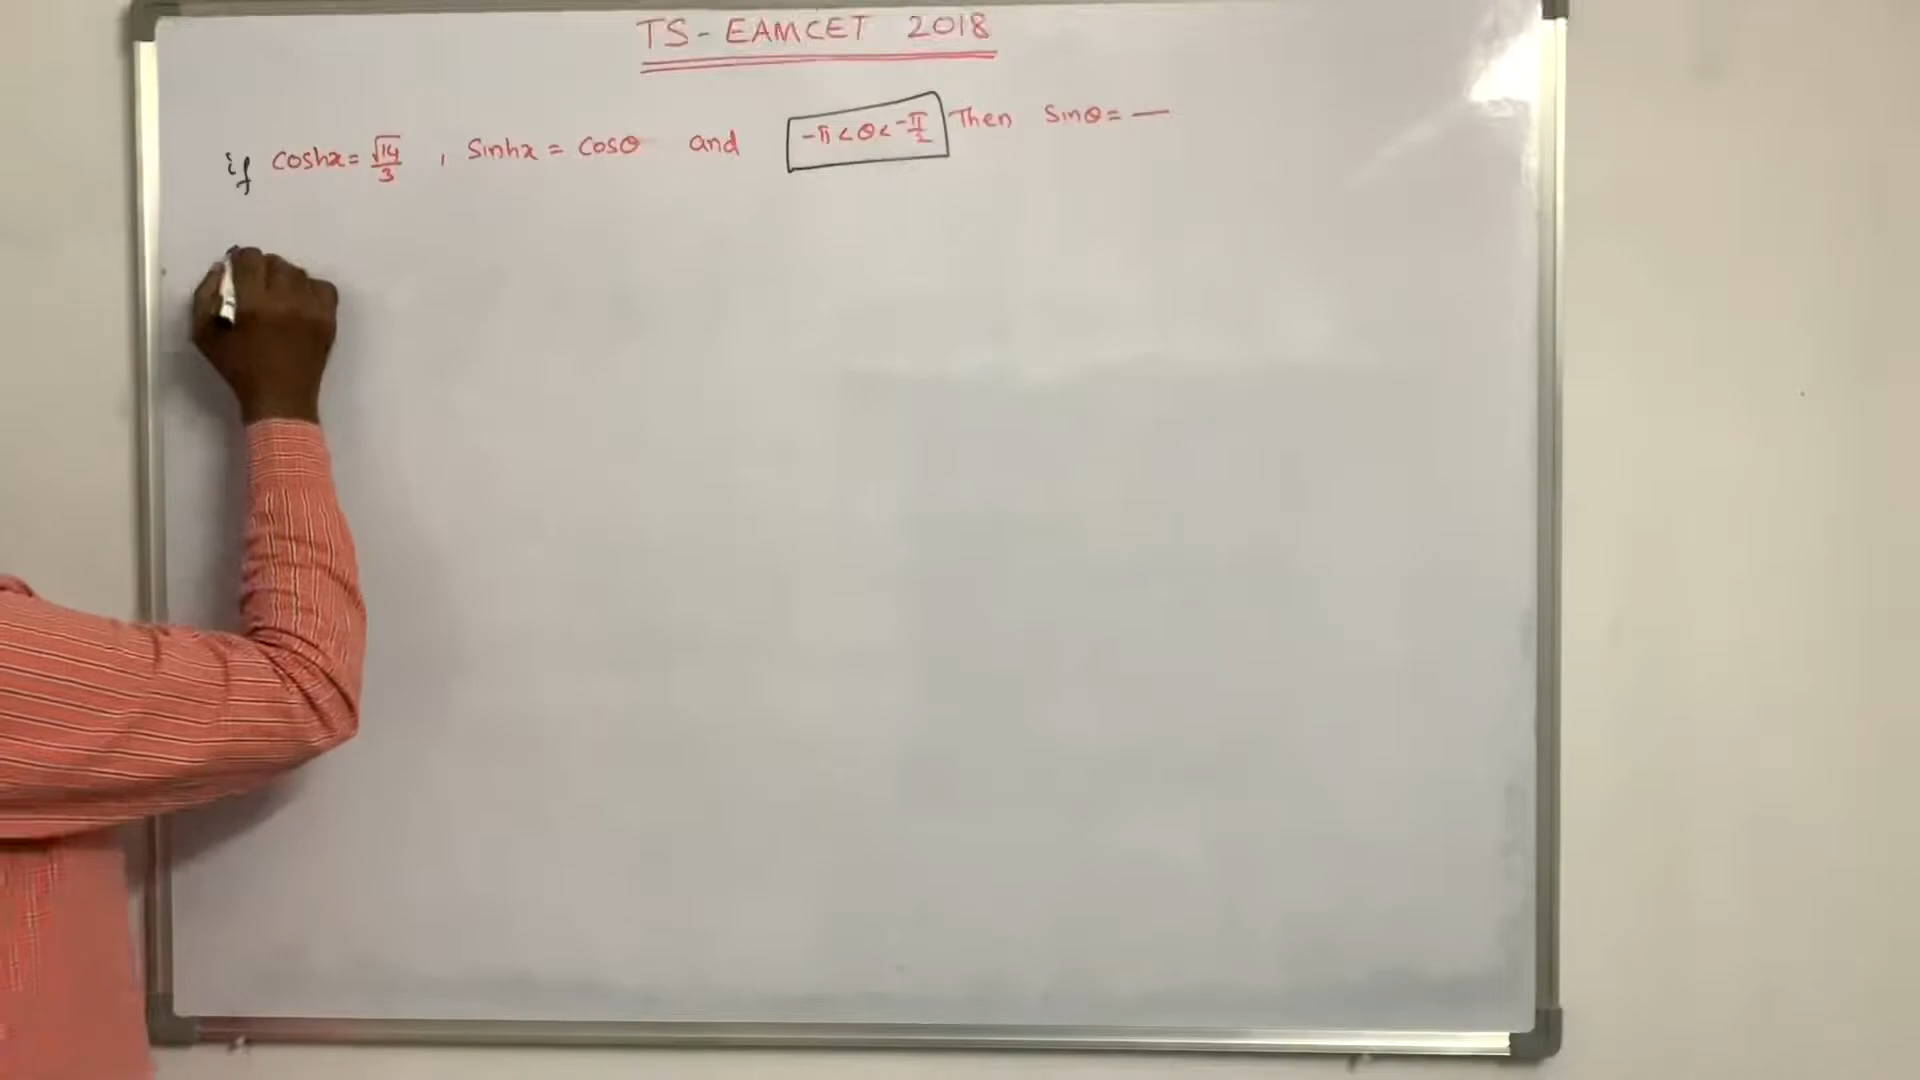 TS - EAMCET 2018
if coshx = √14/3 , Sinhx = cosθ and -π < θ < -π/2 Then Sinθ = —